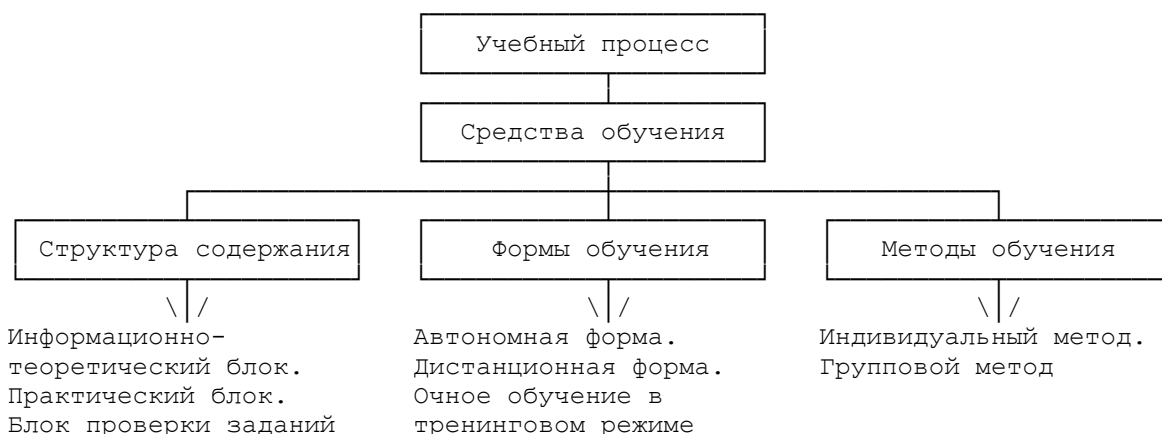 Учебный процесс
Средства обучения
Структура содержания
Формы обучения
Методы обучения
Информационно-
теоретический блок.
Практический блок.
Блок проверки заданий
Автономная форма.
Дистанционная форма.
Очное обучение в
тренинговом режиме
Индивидуальный метод.
Групповой метод